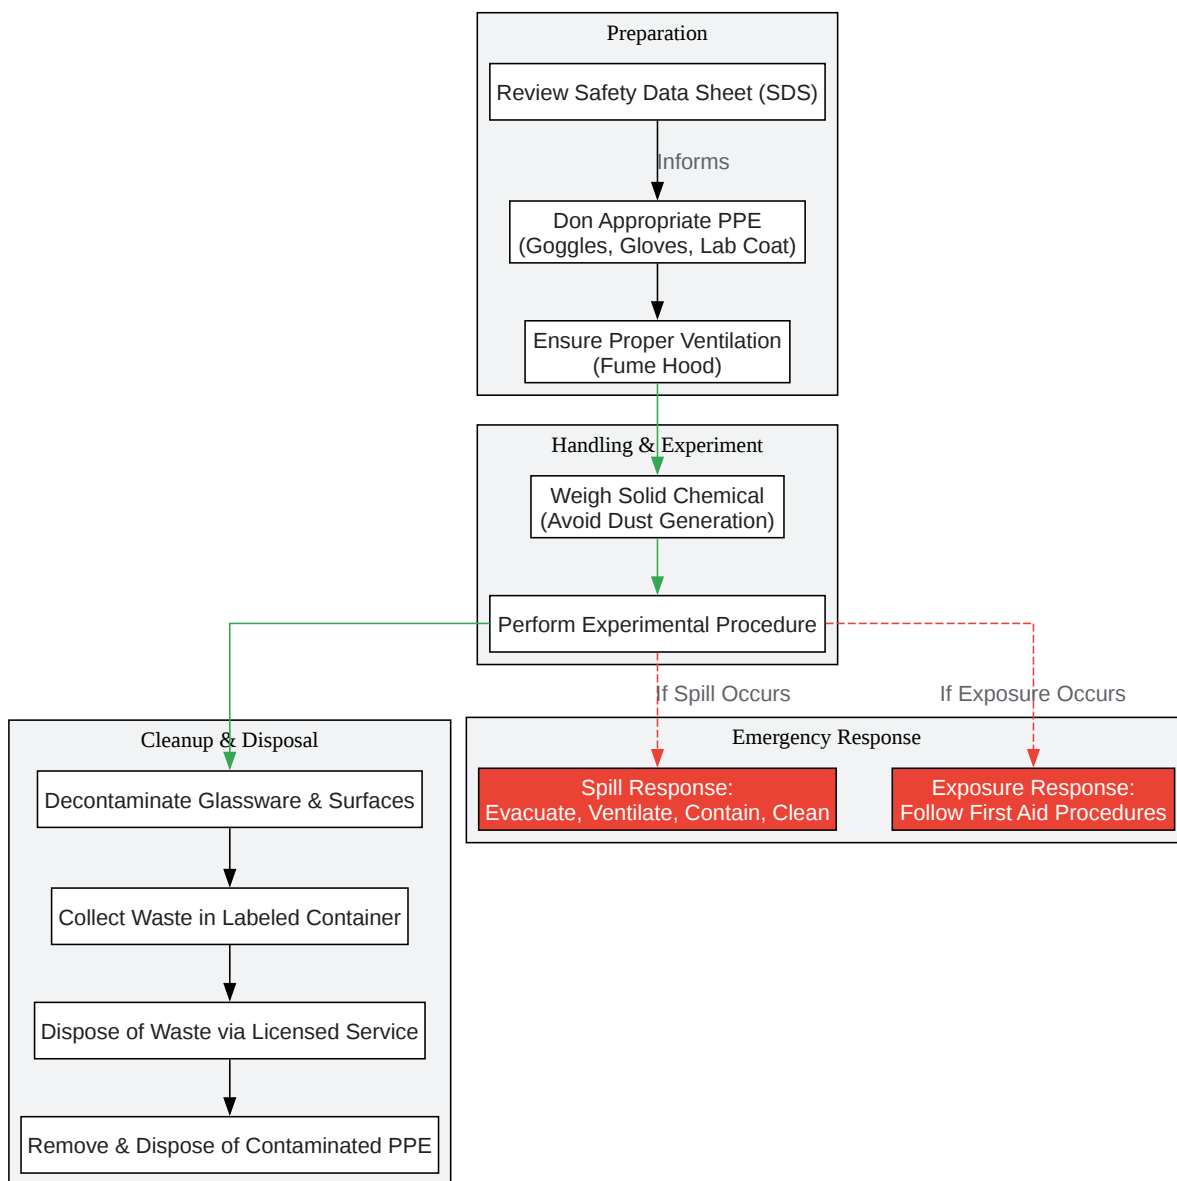 Preparation
Review Safety Data Sheet (SDS)
Informs
Don Appropriate PPE
(Goggles, Gloves, Lab Coat)
Ensure Proper Ventilation
(Fume Hood)
Handling & Experiment
Weigh Solid Chemical
(Avoid Dust Generation)
Perform Experimental Procedure
If Spill Occurs
If Exposure Occurs
Cleanup & Disposal
Decontaminate Glassware & Surfaces
Collect Waste in Labeled Container
Dispose of Waste via Licensed Service
Remove & Dispose of Contaminated PPE
Emergency Response
Spill Response:
Evacuate, Ventilate, Contain, Clean
Exposure Response:
Follow First Aid Procedures